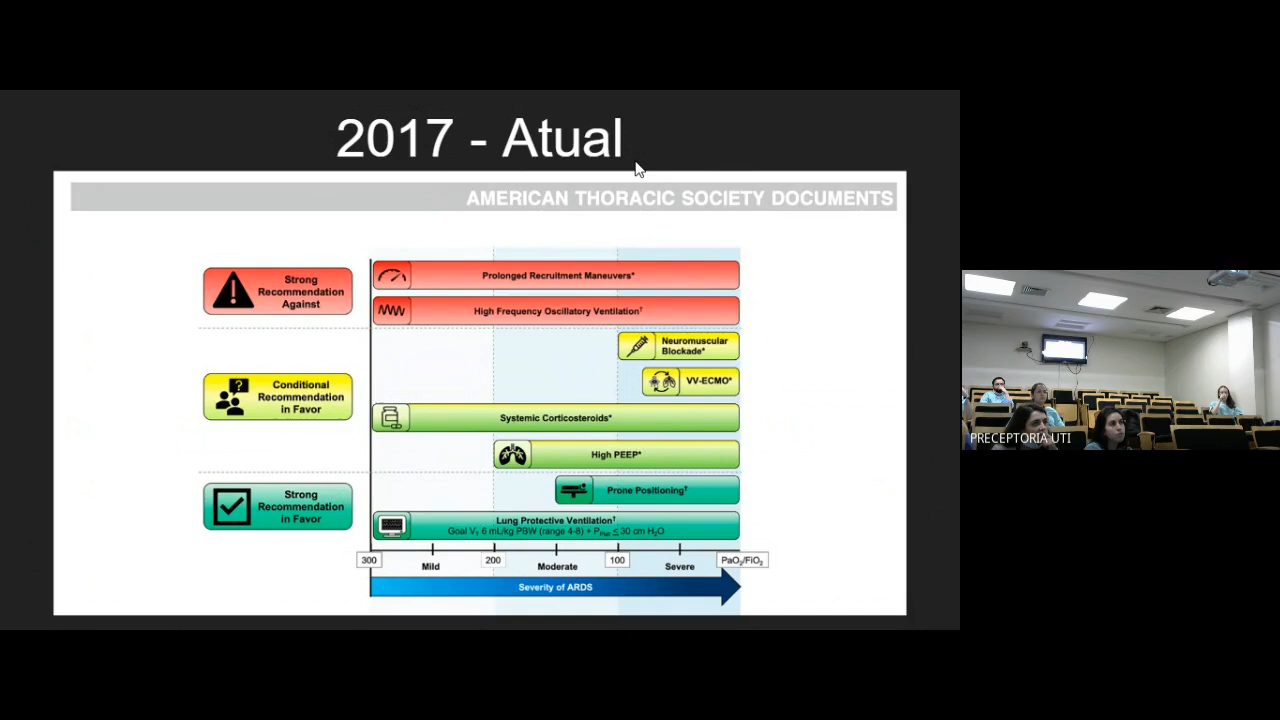 2017 - Atual
AMERICAN THORACIC SOCIETY DOCUMENTS
Strong
Recommendation
Against
Prolonged Recruitment Maneuvers*
High Frequency Oscillatory Ventilation†
Conditional
Recommendation
in Favor
Neuromuscular
Blockade*
VV-ECMO*
Systemic Corticosteroids*
High PEEP*
Strong
Recommendation
in Favor
Prone Positioning†
Lung Protective Ventilation†
Goal VT 6 mL/kg PBW (range 4-8) + PPlat ≤ 30 cm H2O
300
200
100
PaO2/FiO2
Mild
Moderate
Severe
Severity of ARDS
PRECEPTORIA UTI